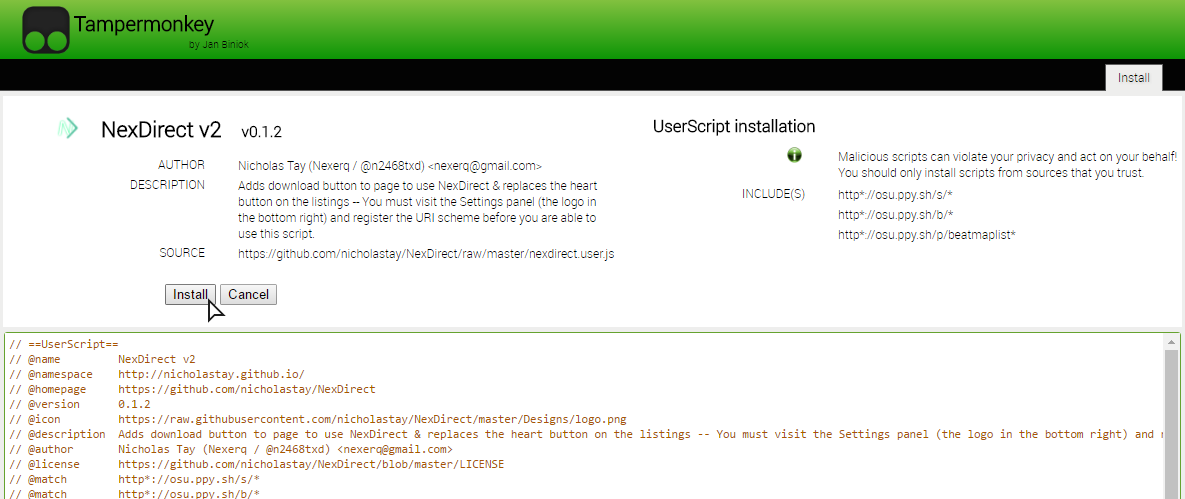 Tampermonkey
by Jan Biniok
Install
NexDirect v2 v0.1.2
AUTHOR Nicholas Tay (Nexerq / @n2468txd) <nexerq@gmail.com>
DESCRIPTION Adds download button to page to use NexDirect & replaces the heart
button on the listings -- You must visit the Settings panel (the logo in
the bottom right) and register the URI scheme before you are able to
use this script.
SOURCE https://github.com/nicholastay/NexDirect/raw/master/nexdirect.user.js
UserScript installation
Malicious scripts can violate your privacy and act on your behalf!
You should only install scripts from sources that you trust.
INCLUDE(S) http*://osu.ppy.sh/s/*
http*://osu.ppy.sh/b/*
http*://osu.ppy.sh/p/beatmaplist*
Install Cancel
// ==UserScript==
// @name NexDirect v2
// @namespace http://nicholastay.github.io/
// @homepage https://github.com/nicholastay/NexDirect
// @version 0.1.2
// @icon https://raw.githubusercontent.com/nicholastay/NexDirect/master/Designs/logo.png
// @description Adds download button to page to use NexDirect & replaces the heart button on the listings -- You must visit the Settings panel (the logo in the bottom right) and
// @author Nicholas Tay (Nexerq / @n2468txd) <nexerq@gmail.com>
// @license https://github.com/nicholastay/NexDirect/blob/master/LICENSE
// @match http*://osu.ppy.sh/s/*
// @match http*://osu.ppy.sh/b/*